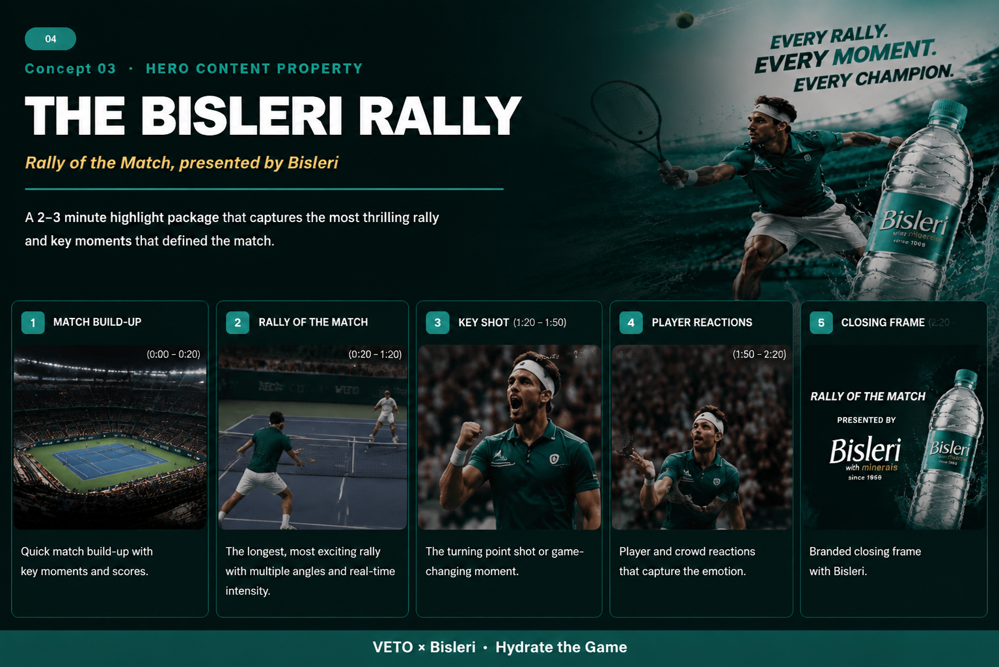 04
Concept 03 · HERO CONTENT PROPERTY
THE BISLERI RALLY
Rally of the Match, presented by Bisleri
A 2–3 minute highlight package that captures the most thrilling rally
and key moments that defined the match.
EVERY RALLY.
EVERY MOMENT.
EVERY CHAMPION.
Bisleri
1 MATCH BUILD-UP
(0:00 – 0:20)
Quick match build-up with
key moments and scores.
2 RALLY OF THE MATCH
(0:20 – 1:20)
The longest, most exciting rally
with multiple angles and real-time
intensity.
3 KEY SHOT (1:20 – 1:50)
The turning point shot or game-
changing moment.
4 PLAYER REACTIONS
(1:50 – 2:20)
Player and crowd reactions
that capture the emotion.
5 CLOSING FRAME (2:20 –
RALLY OF THE MATCH
PRESENTED BY
Bisleri
with minerais
since 1969
Bisleri
Branded closing frame
with Bisleri.
VETO × Bisleri · Hydrate the Game